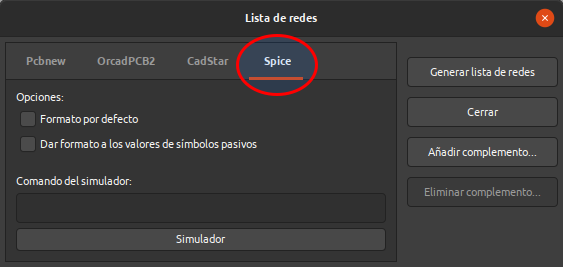 Lista de redes
Pcbnew OrcadPCB2 CadStar Spice
Opciones:
Formato por defecto
Dar formato a los valores de símbolos pasivos
Comando del simulador:
Simulador
Generar lista de redes
Cerrar
Añadir complemento...
Eliminar complemento...